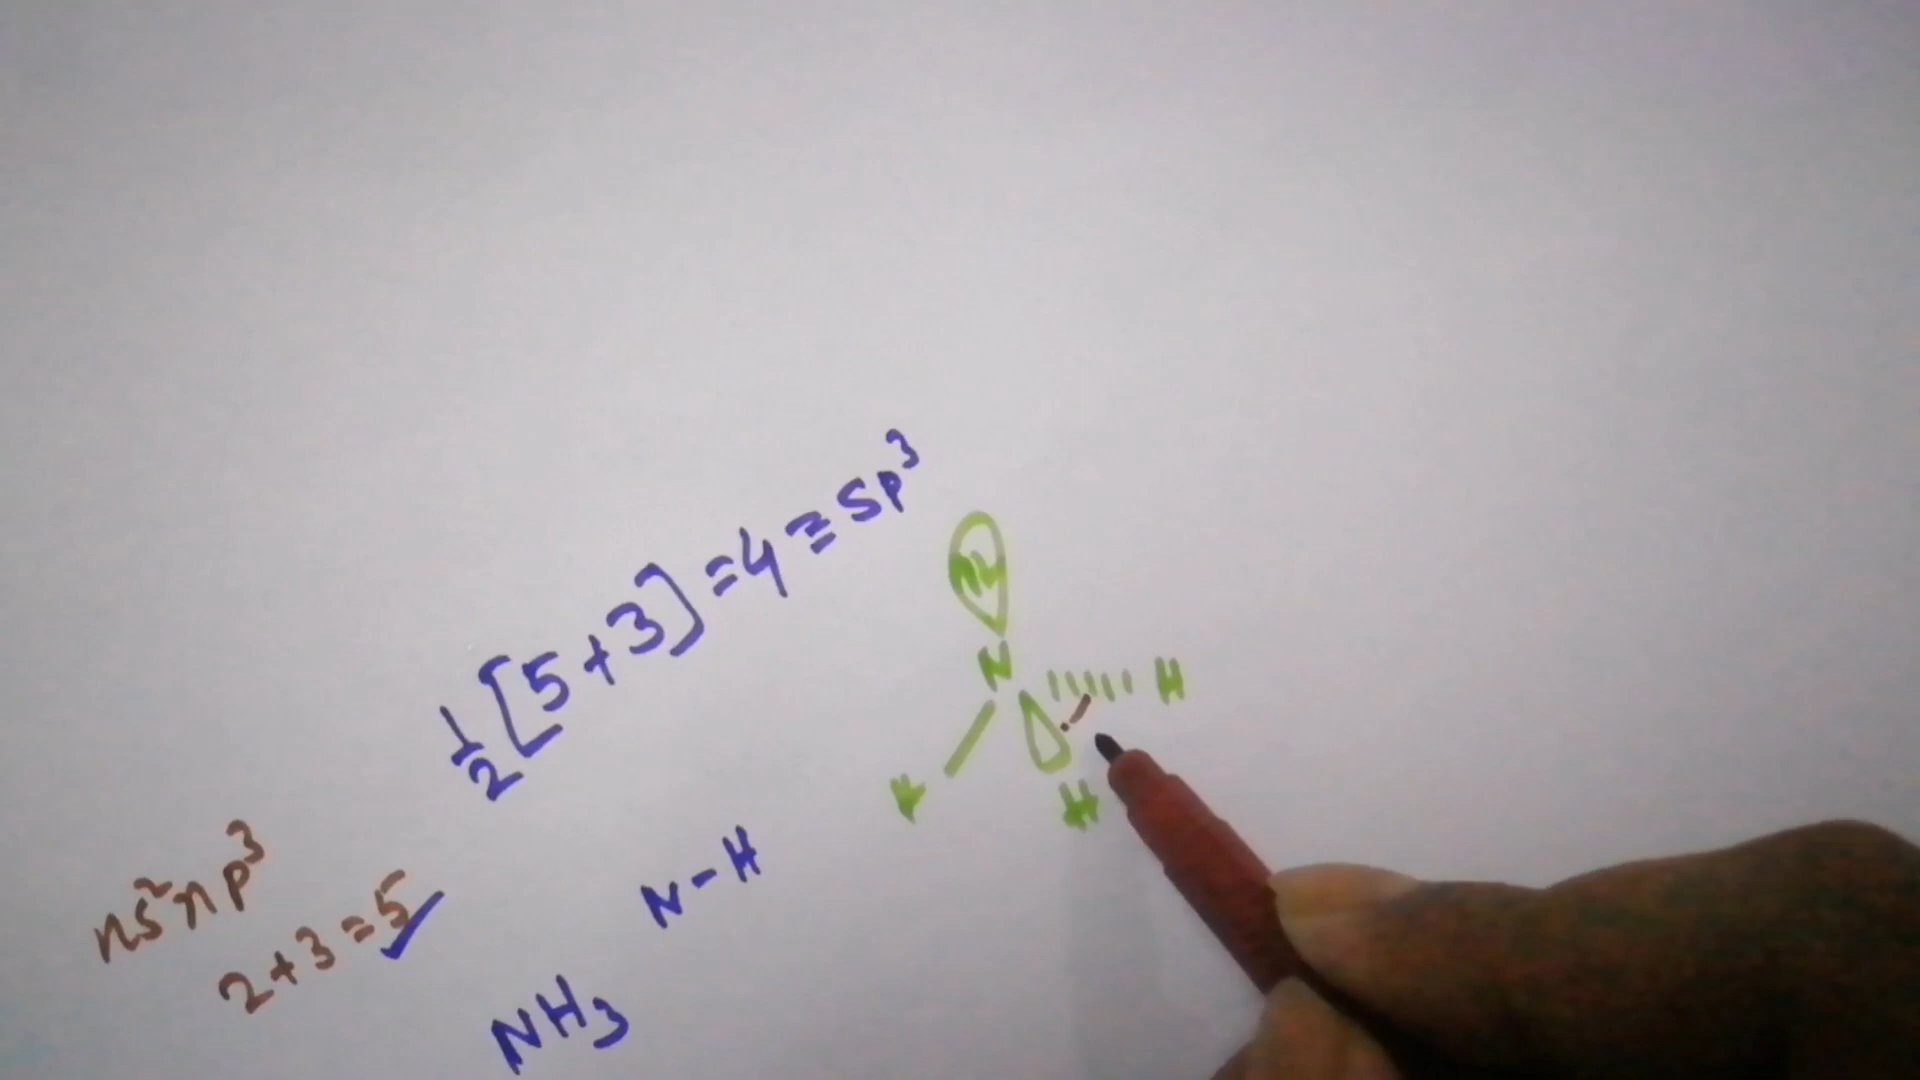 ½[5+3]=4≡sp³
N
H
H
H
ns²np³
2+3=5
N-H
NH₃